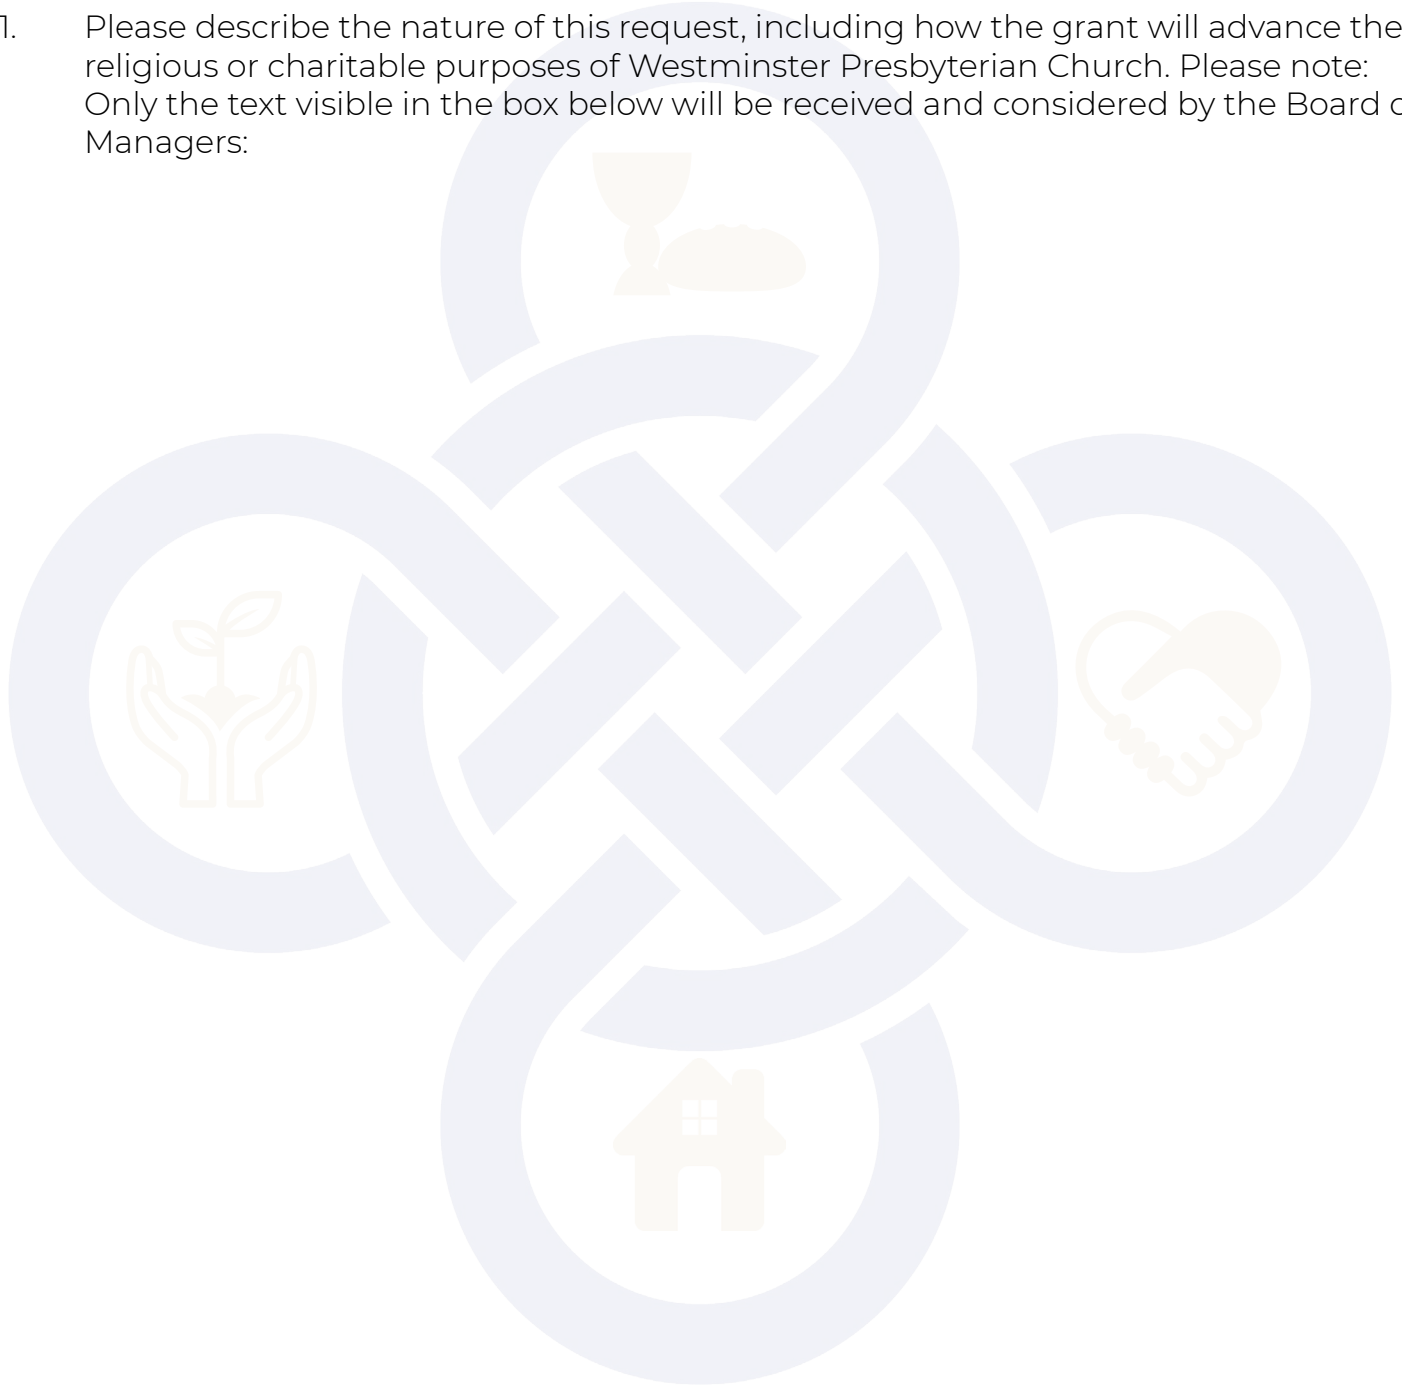 1. Please describe the nature of this request, including how the grant will advance the
religious or charitable purposes of Westminster Presbyterian Church. Please note:
Only the text visible in the box below will be received and considered by the Board
Managers: